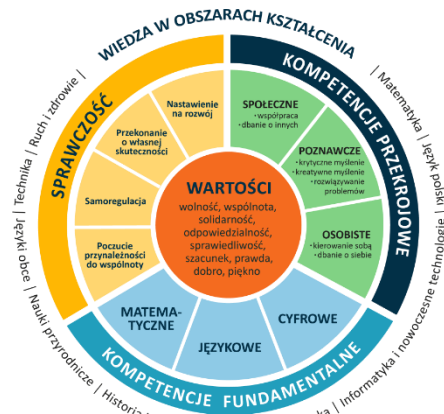 WIEDZA W OBSZARACH KSZTAŁCENIA
| Matematyka | Język polski |
Informatyka i nowoczesne technologie |
Nauki przyrodnicze | Historia
| Języki obce
| Technika
| Ruch i zdrowie |
SPRAWCZOŚĆ
Nastawienie
na rozwój
Przekonanie
o własnej
skuteczności
Samoregulacja
Poczucie
przynależności
do wspólnoty
KOMPETENCJE PRZEKROJOWE
SPOŁECZNE
·współpraca
·dbanie o innych
POZNAWCZE
·krytyczne myślenie
·kreatywne myślenie
·rozwiązywanie
problemów
OSOBISTE
·kierowanie sobą
·dbanie o siebie
WARTOŚCI
wolność, wspólnota,
solidarność,
odpowiedzialność,
sprawiedliwość,
szacunek, prawda,
dobro, piękno
MATEMA-
TYCZNE
JĘZYKOWE
CYFROWE
KOMPETENCJE FUNDAMENTALNE